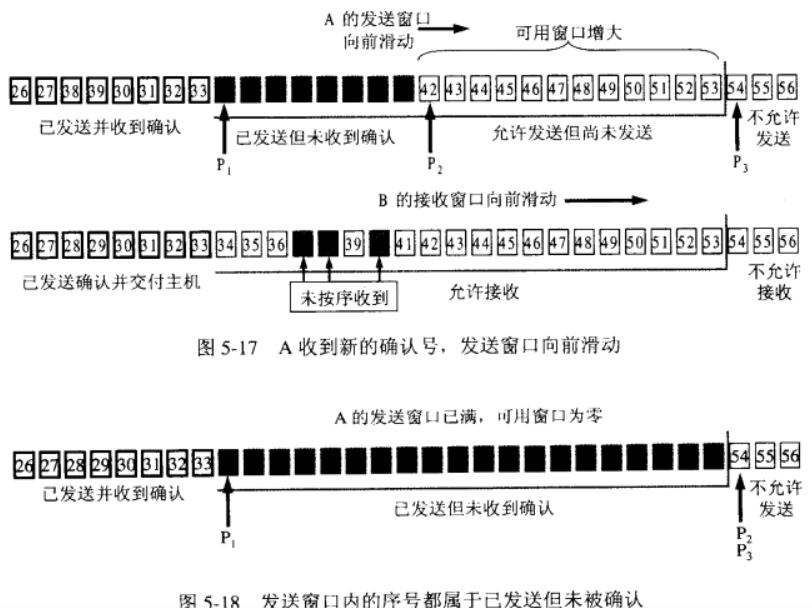 A 的发送窗口
向前滑动
可用窗口增大
26 27 38 39 30 31 32 33 42 43 44 45 46 47 48 49 50 51 52 53 54 55 56
已发送并收到确认 已发送但未收到确认 允许发送但尚未发送 不允许
发送
P1 P2 P3
B 的接收窗口向前滑动
26 27 28 29 30 31 32 33 34 35 36 39 41 42 43 44 45 46 47 48 49 50 51 52 53 54 55 56
已发送确认并交付主机 未按序收到 允许接收 不允许
接收
图 5-17 A 收到新的确认号，发送窗口向前滑动
A 的发送窗口已满，可用窗口为零
26 27 28 29 30 31 32 33 54 55 56
已发送并收到确认 已发送但未收到确认 不允许
发送
P1 P2
P3
图 5-18 发送窗口内的序号都属于已发送但未被确认